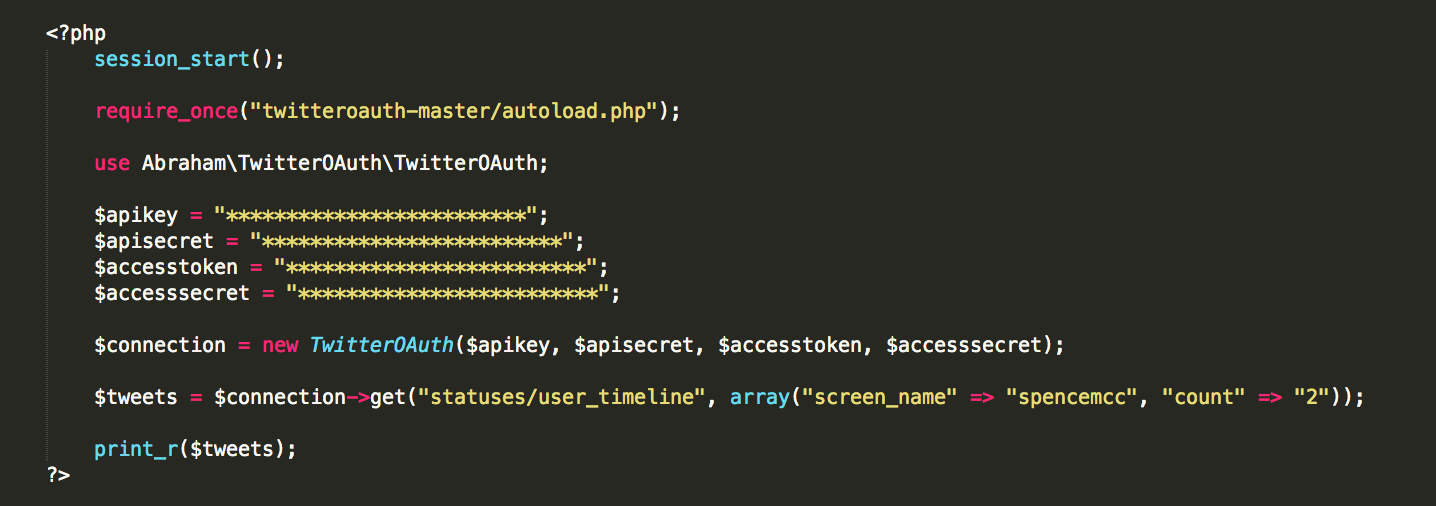 <?php
session_start();
require_once("twitteroauth-master/autoload.php");
use Abraham\TwitterOAuth\TwitterOAuth;
$apikey = "*************************";
$apisecret = "*************************";
$accesstoken = "*************************";
$accesssecret = "*************************";
$connection = new TwitterOAuth($apikey, $apisecret, $accesstoken, $accesssecret);
$tweets = $connection->get("statuses/user_timeline", array("screen_name" => "spencemcc", "count" => "2"));
print_r($tweets);
?>